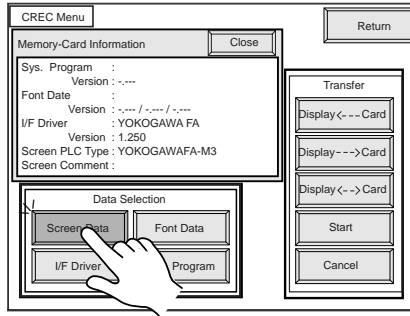 CREC Menu
Return
Memory-Card Information
Close
Sys. Program :
Version : -.---
Font Date :
Version : -.--- / -.--- / -.---
I/F Driver : YOKOGAWA FA
Version : 1.250
Screen PLC Type : YOKOGAWAFA-M3
Screen Comment :
Transfer
Display<---Card
Display--->Card
Display<-->Card
Start
Cancel
Data Selection
Screen Data
Font Data
I/F Driver
Program